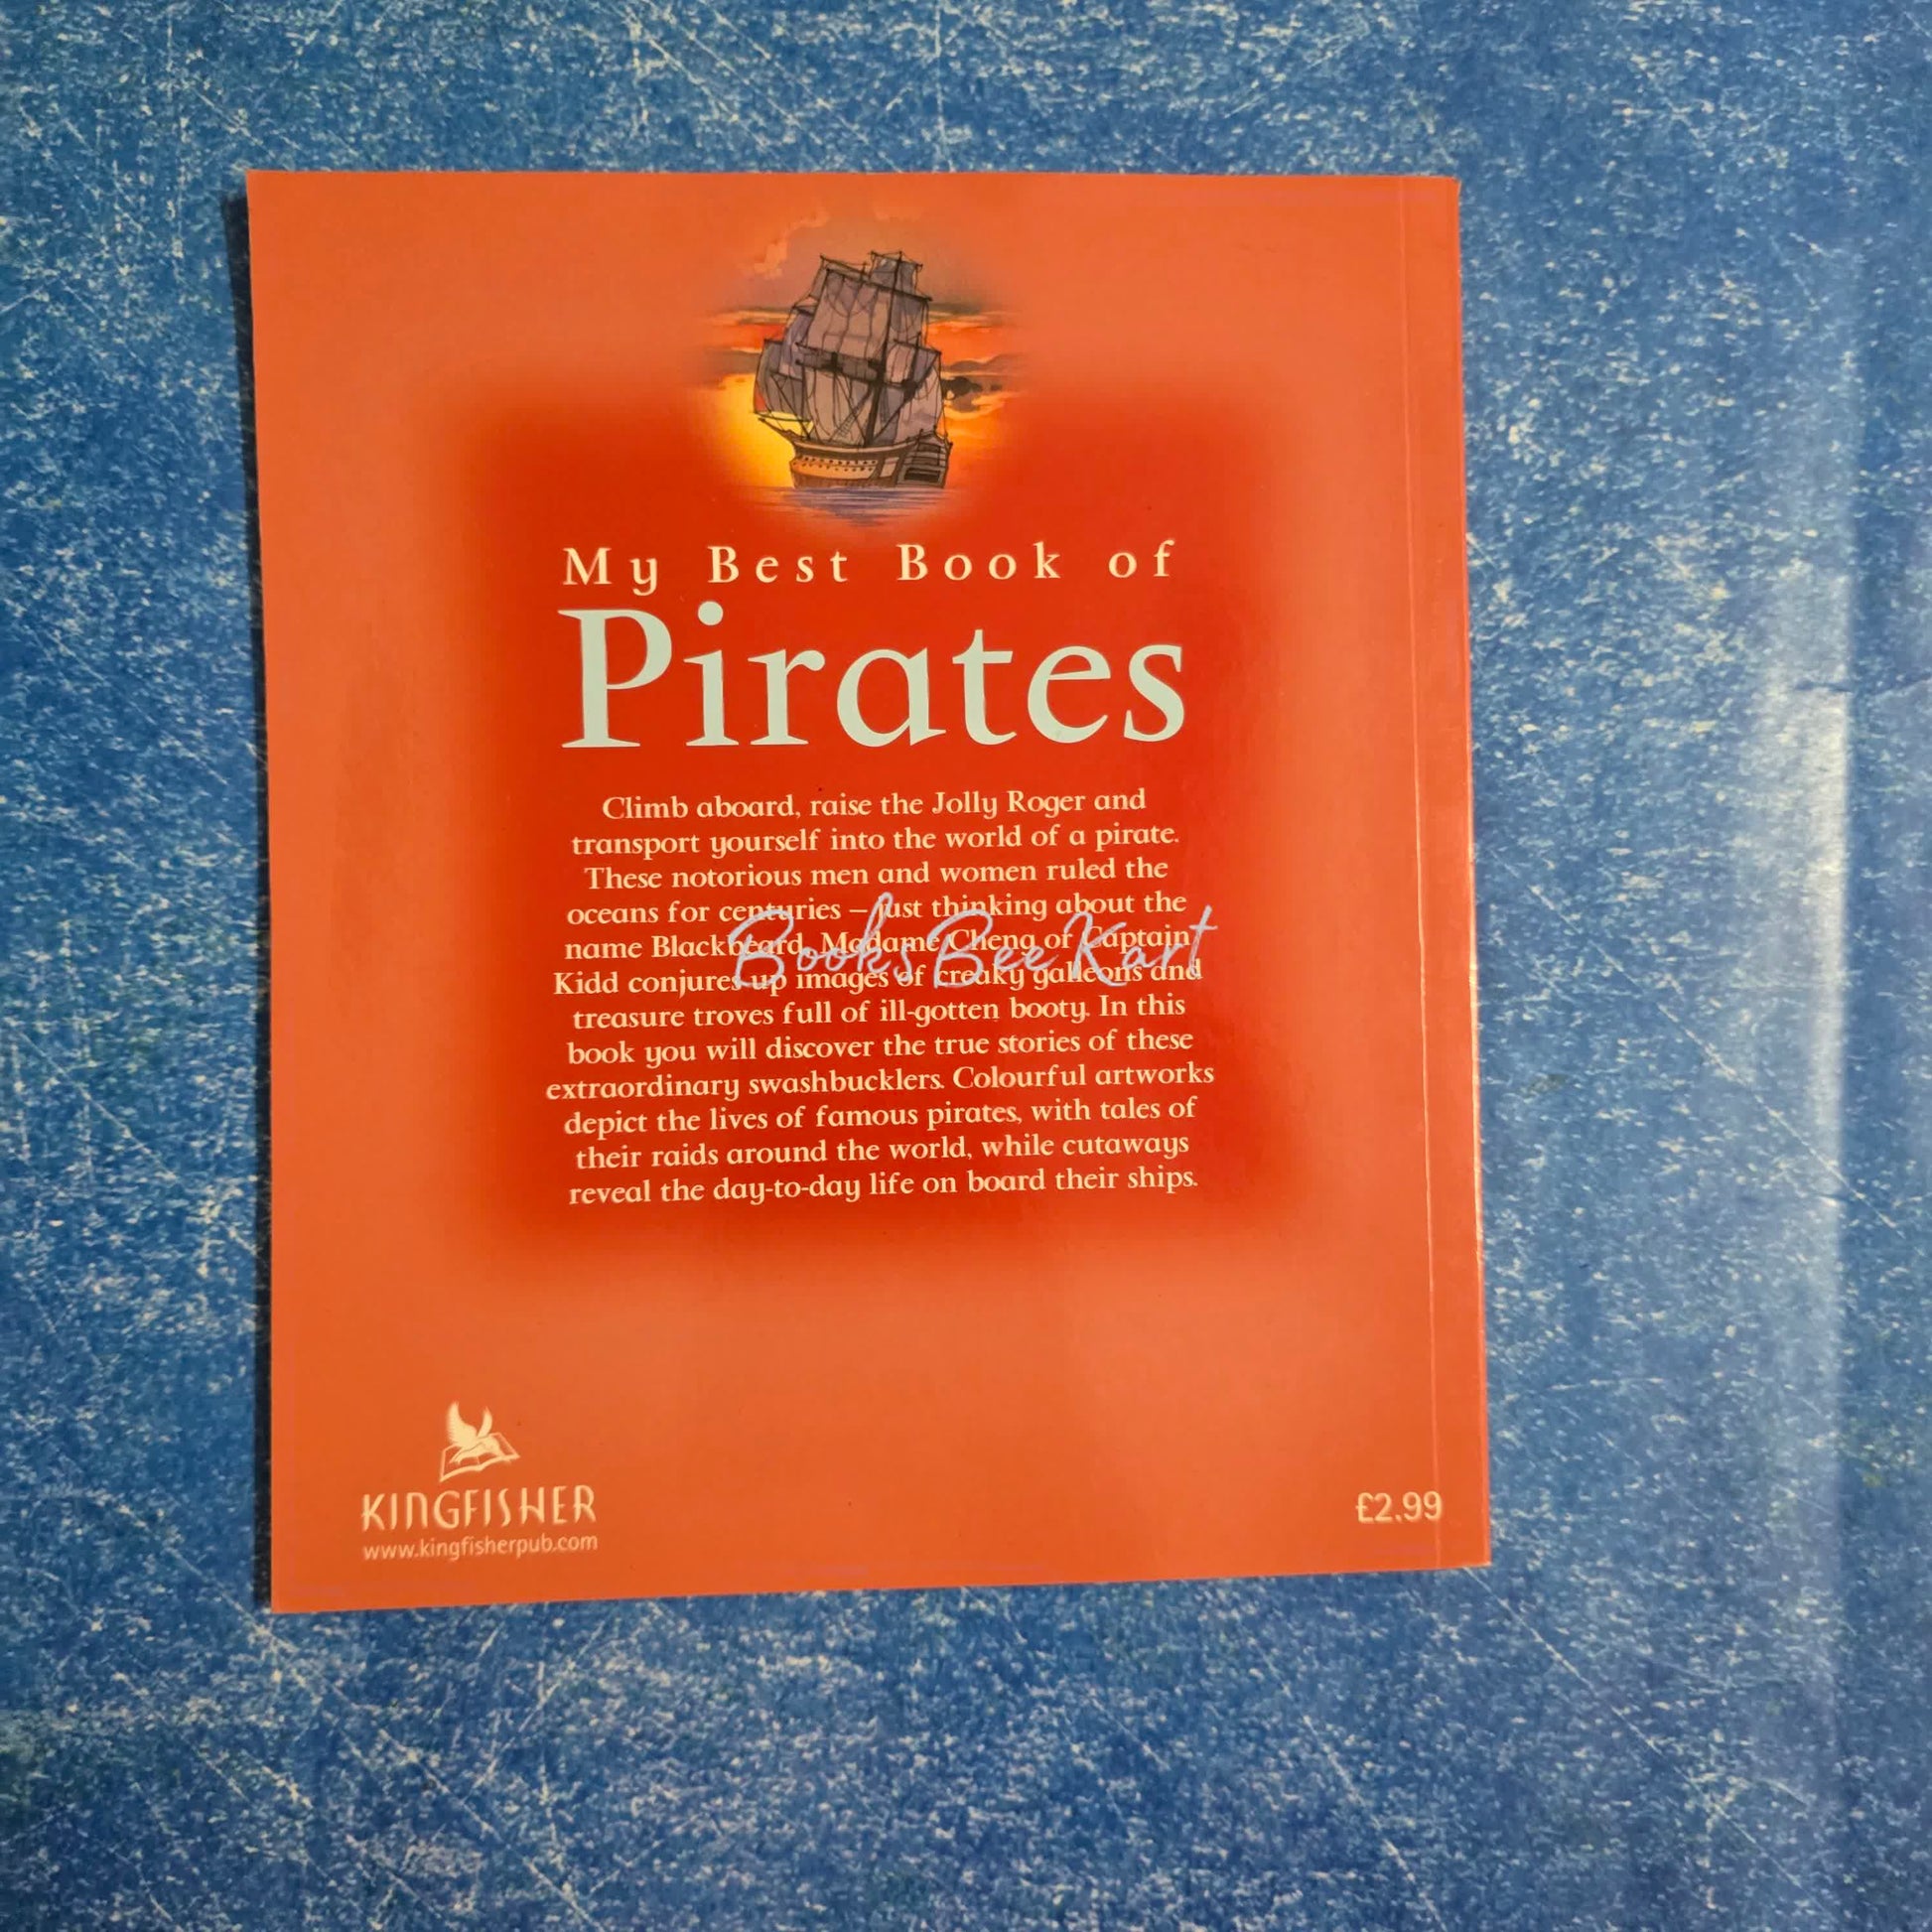 My Best Book of
Pirates
Climb aboard, raise the Jolly Roger and
transport yourself into the world of a pirate.
These notorious men and women ruled the
oceans for centuries – just thinking about the
name Blackbeard, Madame Cheng or Captain
Kidd conjures up images of creaky galleons and
treasure troves full of ill-gotten booty. In this
book you will discover the true stories of these
extraordinary swashbucklers. Colourful artworks
depict the lives of famous pirates, with tales of
their raids around the world, while cutaways
reveal the day-to-day life on board their ships.
Books Bee Kart
KINGFISHER
www.kingfisherpub.com
£2.99